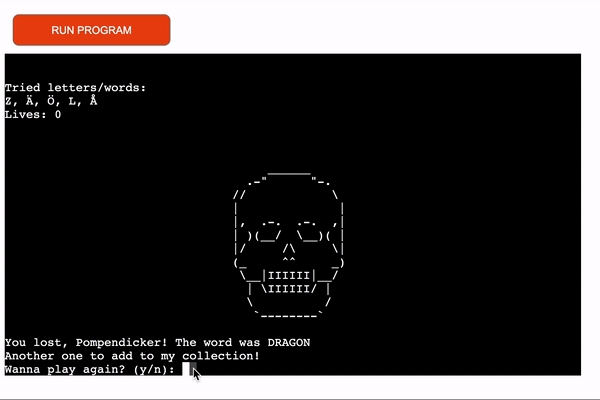 RUN PROGRAM
Tried letters/words:
Z, Ä, Ö, L, Å
Lives: 0
You lost, Pompendicker! The word was DRAGON
Another one to add to my collection!
Wanna play again? (y/n):